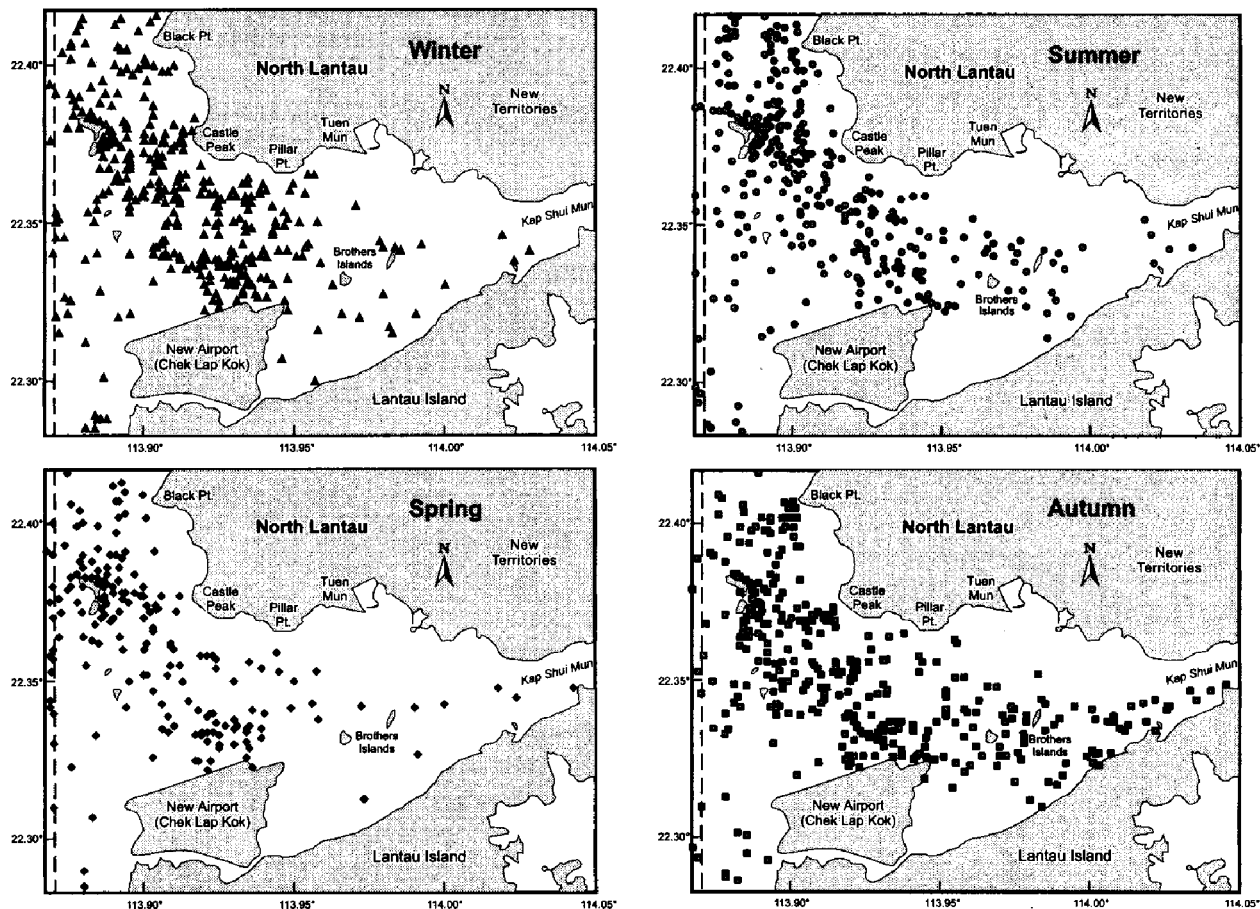 Black Pt.
Winter
22.40°
North Lantau
N
New
Territories
Castle
Peak
Tuen
Mun
Pillar
Pt.
22.35°
Kap Shui Mun
Brothers
Islands
New Airport
(Chek Lap Kok)
22.30°
Lantau Island
113.90°
113.95°
114.00°
114.05°
Black Pt.
Summer
22.40°
North Lantau
N
New
Territories
Castle
Peak
Tuen
Mun
Pillar
Pt.
22.35°
Kap Shui Mun
Brothers
Islands
New Airport
(Chek Lap Kok)
22.30°
Lantau Island
113.90°
113.95°
114.00°
114.05°
Black Pt.
Spring
22.40°
North Lantau
N
New
Territories
Castle
Peak
Tuen
Mun
Pillar
Pt.
22.35°
Kap Shui Mun
Brothers
Islands
New Airport
(Chek Lap Kok)
22.30°
Lantau Island
113.90°
113.95°
114.00°
114.05°
Black Pt.
Autumn
22.40°
North Lantau
N
New
Territories
Castle
Peak
Tuen
Mun
Pillar
Pt.
22.35°
Kap Shui Mun
Brothers
Islands
New Airport
(Chek Lap Kok)
22.30°
Lantau Island
113.90°
113.95°
114.00°
114.05°